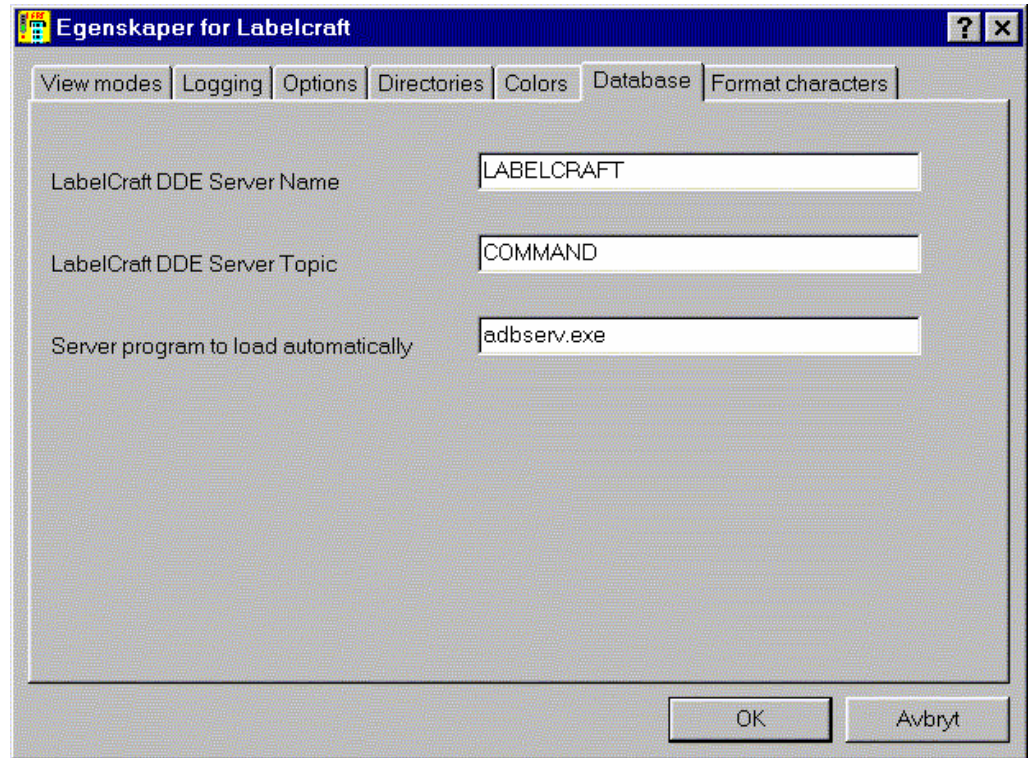 Egenskaper for Labelcraft
View modes Logging Options Directories Colors Database Format characters
LabelCraft DDE Server Name LABELCRAFT
LabelCraft DDE Server Topic COMMAND
Server program to load automatically adbserv.exe
OK Avbryt